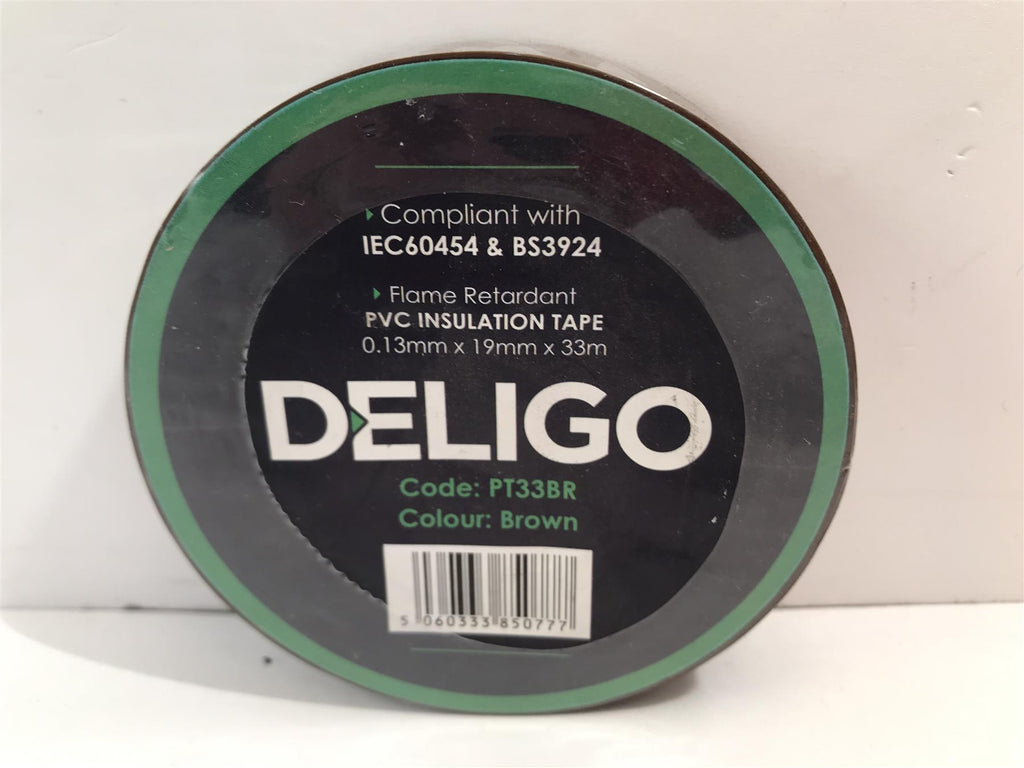 Compliant with
IEC60454 & BS3924
Flame Retardant
PVC INSULATION TAPE
0.13mm x 19mm x 33m
DELIGO
Code: PT33BR
Colour: Brown
5 060333 850777